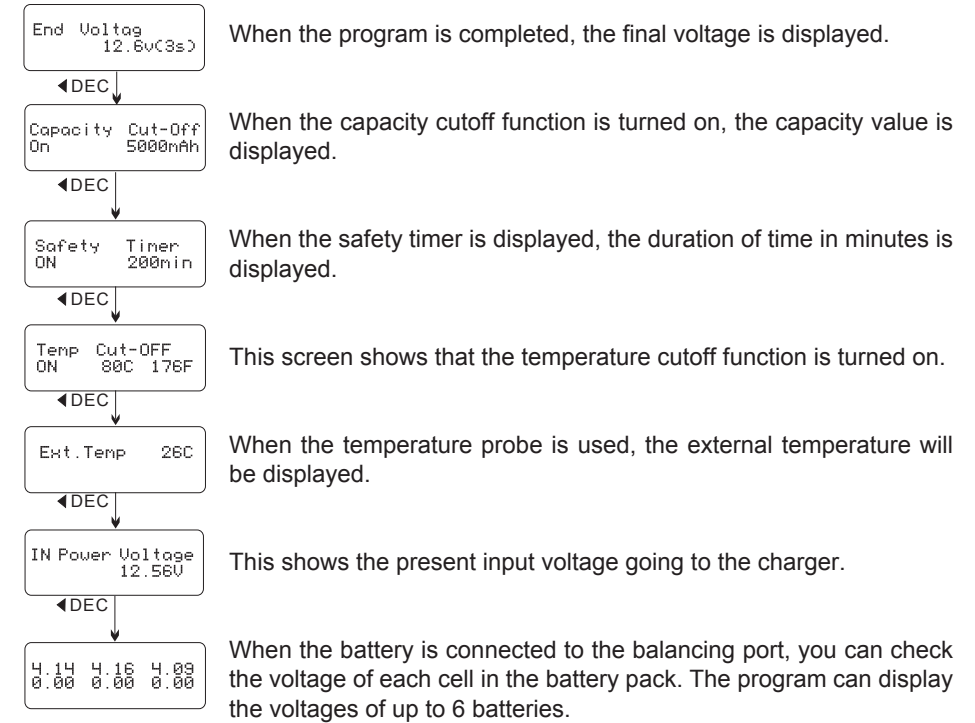 End Voltag
12.6v(3s)
When the program is completed, the final voltage is displayed.
◄DEC
Capacity Cut-Off
On 5000mAh
When the capacity cutoff function is turned on, the capacity value is
displayed.
◄DEC
Safety Timer
ON 200min
When the safety timer is displayed, the duration of time in minutes is
displayed.
◄DEC
Temp Cut-OFF
ON 80C 176F
This screen shows that the temperature cutoff function is turned on.
◄DEC
Ext.Temp 26C
When the temperature probe is used, the external temperature will
be displayed.
◄DEC
IN Power Voltage
12.56V
This shows the present input voltage going to the charger.
◄DEC
4.14 4.16 4.09
0.00 0.00 0.00
When the battery is connected to the balancing port, you can check
the voltage of each cell in the battery pack. The program can display
the voltages of up to 6 batteries.